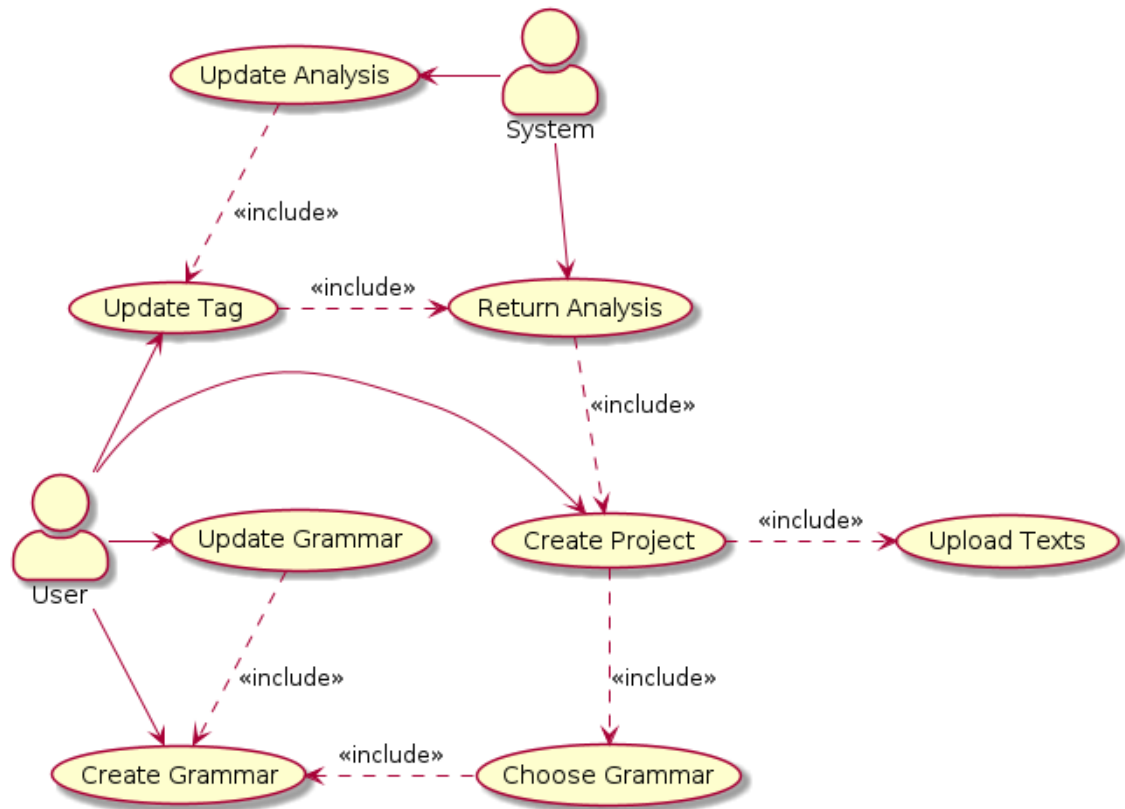 Update Analysis
System
«include»
Update Tag
«include»
Return Analysis
«include»
User
Update Grammar
Create Project
«include»
Upload Texts
«include»
«include»
Create Grammar
«include»
Choose Grammar